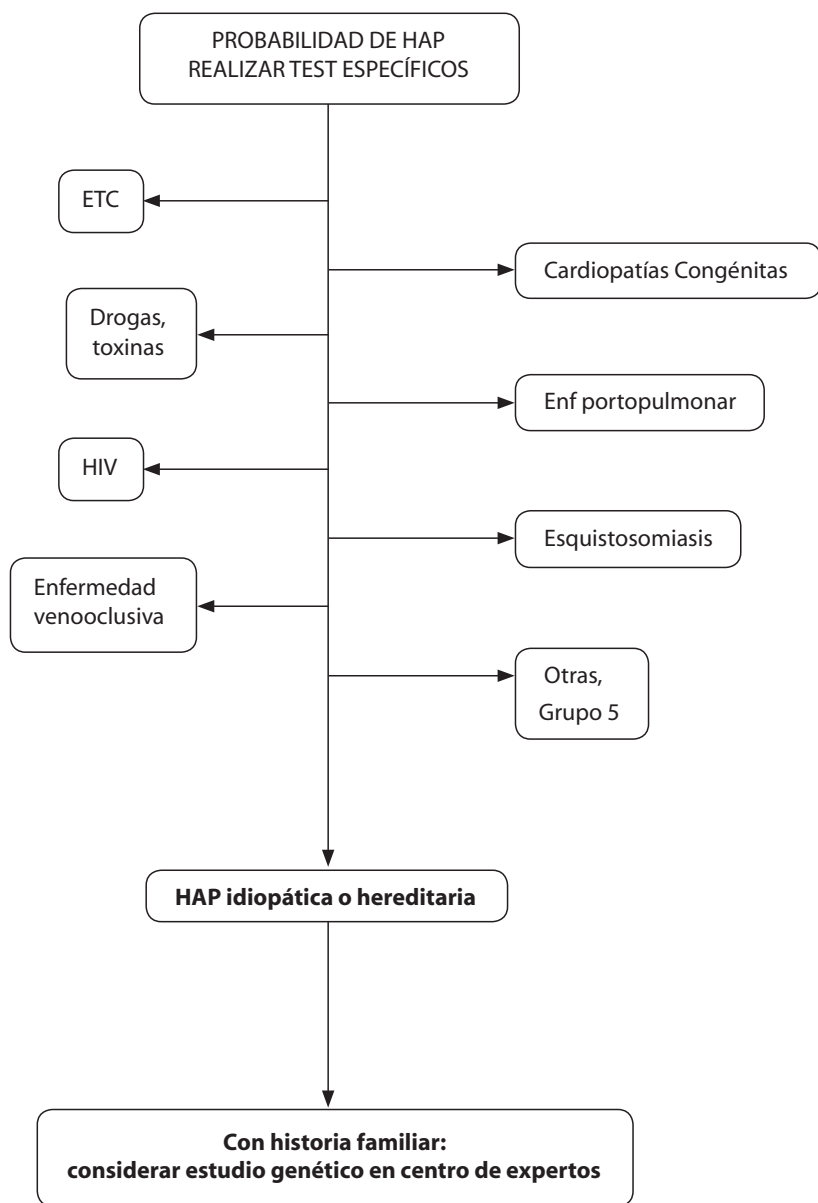 PROBABILIDAD DE HAP
REALIZAR TEST ESPECÍFICOS
ETC
Cardiopatías Congénitas
Drogas,
toxinas
Enf portopulmonar
HIV
Esquistosomiasis
Enfermedad
venooclusiva
Otras,
Grupo 5
HAP idiopática o hereditaria
Con historia familiar:
considerar estudio genético en centro de expertos